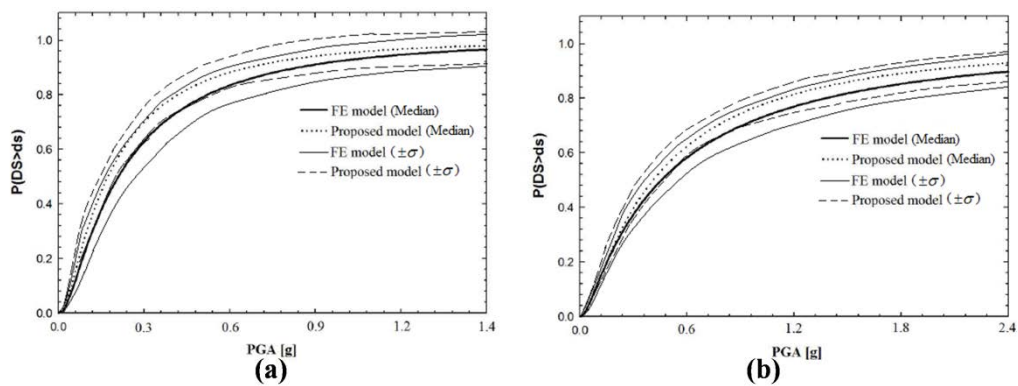 1.0
0.8
0.6
0.4
0.2
0.0
P(DS>ds)
FE model (Median)
Proposed model (Median)
FE model (±σ)
Proposed model (±σ)
0.0 0.3 0.6 0.9 1.2 1.4
PGA [g]
(a)
1.0
0.8
0.6
0.4
0.2
0.0
P(DS>ds)
FE model (Median)
Proposed model (Median)
FE model (±σ)
Proposed model (±σ)
0.0 0.6 1.2 1.8 2.4
PGA [g]
(b)